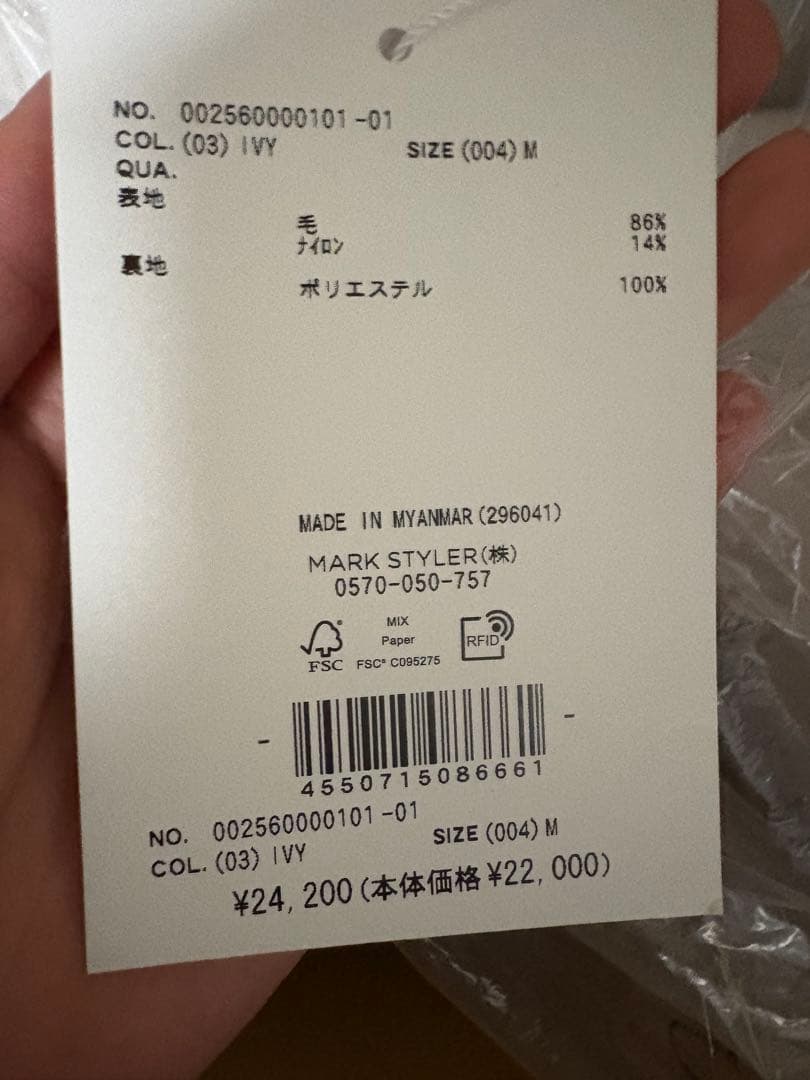 NO. 002560000101-01
COL. (03) IVY SIZE (004) M
QUA.
表地
毛 86%
ﾅｲﾛﾝ 14%
裏地
ポリエステル 100%
MADE IN MYANMAR (296041)
MARK STYLER(株)
0570-050-757
FSC
MIX
Paper
FSC® C095275
RFID
4550715086661
NO. 002560000101-01
COL. (03) IVY SIZE (004) M
¥24,200(本体価格¥22,000)